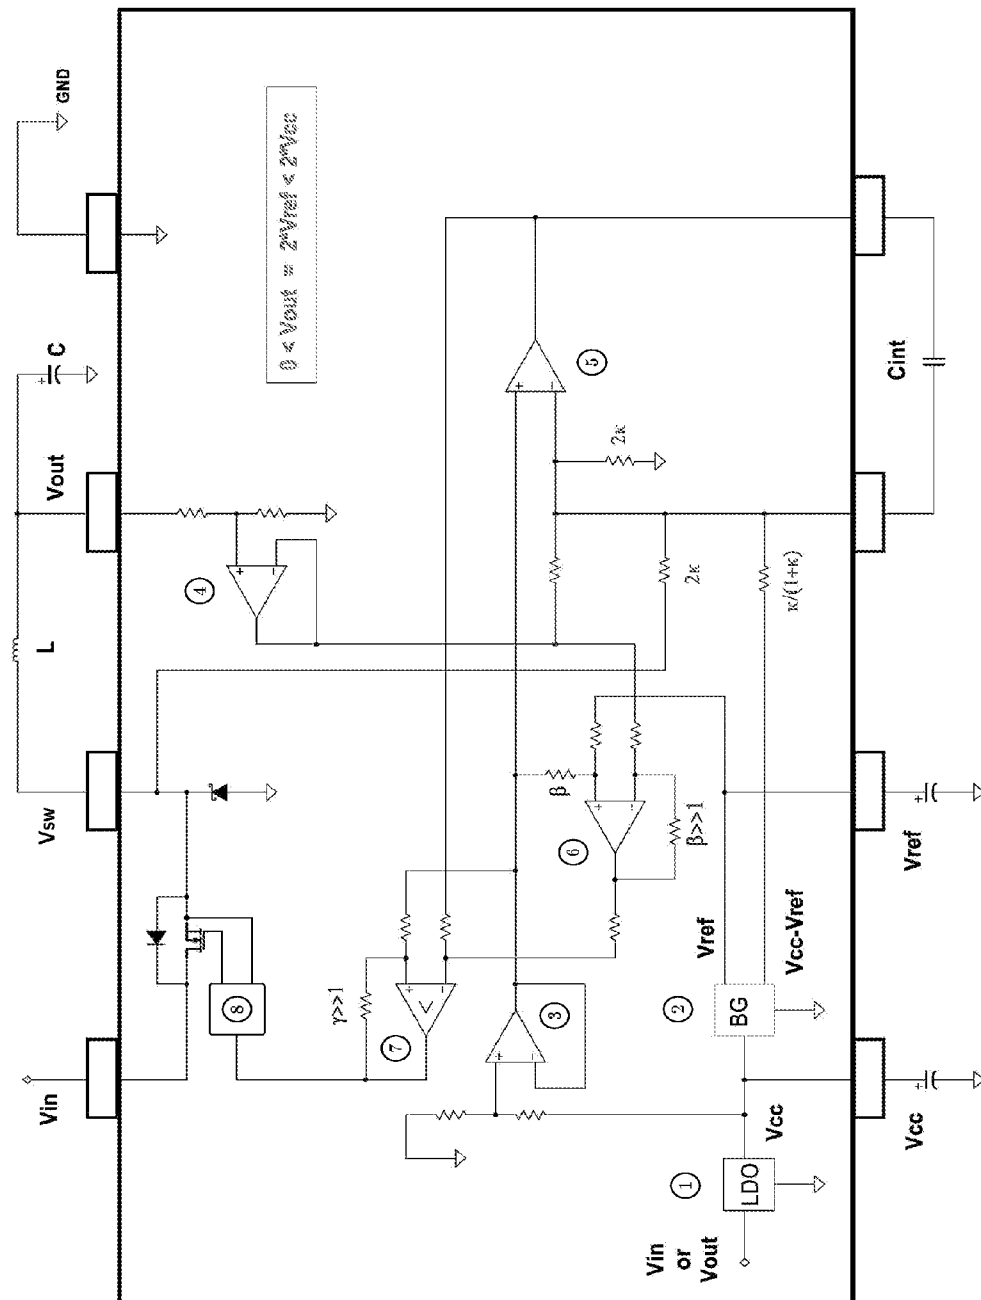 Vin
Vsw
L
Vout
C
GND
+
8
4
+ −
0 < Vout = 2*Vref < 2*Vcc
γ>>1
7
<
+
−
3
+
−
β
5
+
−
6
+
−
β>>1
2κ
2κ
1
LDO
Vin
or
Vout
Vcc
2
BG
Vref
Vcc-Vref
κ/(1+κ)
Vcc
+
Vref
+
Cint